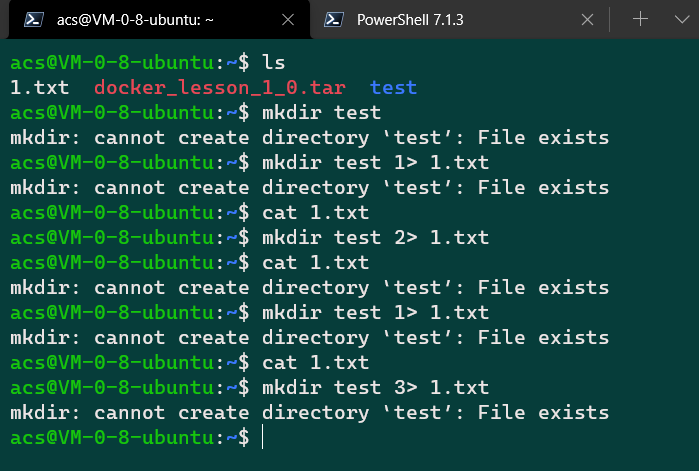 acs@VM-0-8-ubuntu: ~ PowerShell 7.1.3
acs@VM-0-8-ubuntu:~$ ls
1.txt docker_lesson_1_0.tar test
acs@VM-0-8-ubuntu:~$ mkdir test
mkdir: cannot create directory ‘test’: File exists
acs@VM-0-8-ubuntu:~$ mkdir test 1> 1.txt
mkdir: cannot create directory ‘test’: File exists
acs@VM-0-8-ubuntu:~$ cat 1.txt
acs@VM-0-8-ubuntu:~$ mkdir test 2> 1.txt
acs@VM-0-8-ubuntu:~$ cat 1.txt
mkdir: cannot create directory ‘test’: File exists
acs@VM-0-8-ubuntu:~$ mkdir test 1> 1.txt
mkdir: cannot create directory ‘test’: File exists
acs@VM-0-8-ubuntu:~$ cat 1.txt
acs@VM-0-8-ubuntu:~$ mkdir test 3> 1.txt
mkdir: cannot create directory ‘test’: File exists
acs@VM-0-8-ubuntu:~$